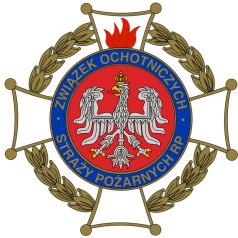 ZWIĄZEK OCHOTNICZYCH
STRAŻY POŻARNYCH RP